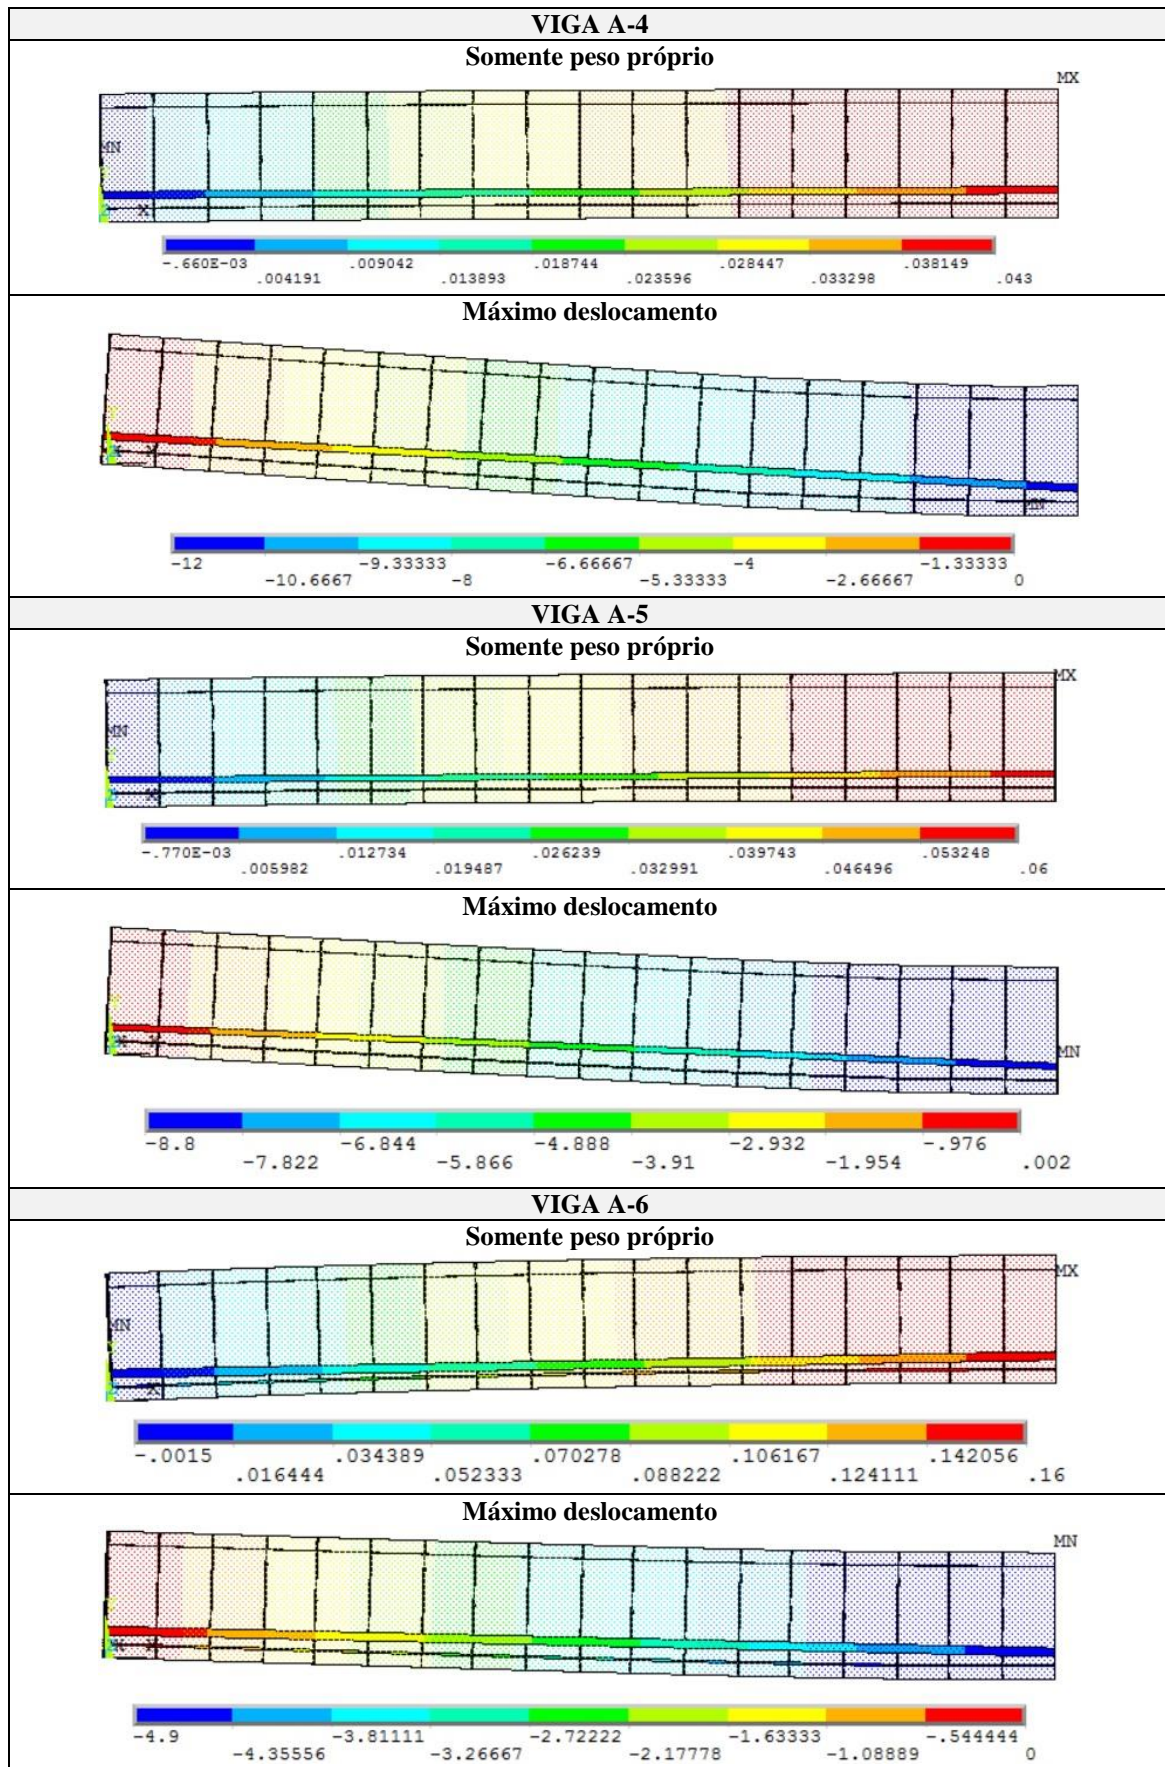 VIGA A-4
Somente peso próprio
MX
MN
X
-.660E-03 .009042 .018744 .028447 .038149
.004191 .013893 .023596 .033298 .043
Máximo deslocamento
X
MN
-12 -9.33333 -6.66667 -4 -1.33333
-10.6667 -8 -5.33333 -2.66667 0
VIGA A-5
Somente peso próprio
MX
MN
X
-.770E-03 .012734 .026239 .039743 .053248
.005982 .019487 .032991 .046496 .06
Máximo deslocamento
X
MN
-8.8 -6.844 -4.888 -2.932 -.976
-7.822 -5.866 -3.91 -1.954 .002
VIGA A-6
Somente peso próprio
MX
MN
X
-.0015 .034389 .070278 .106167 .142056
.016444 .052333 .088222 .124111 .16
Máximo deslocamento
MN
X
-4.9 -3.81111 -2.72222 -1.63333 -.544444
-4.35556 -3.26667 -2.17778 -1.08889 0